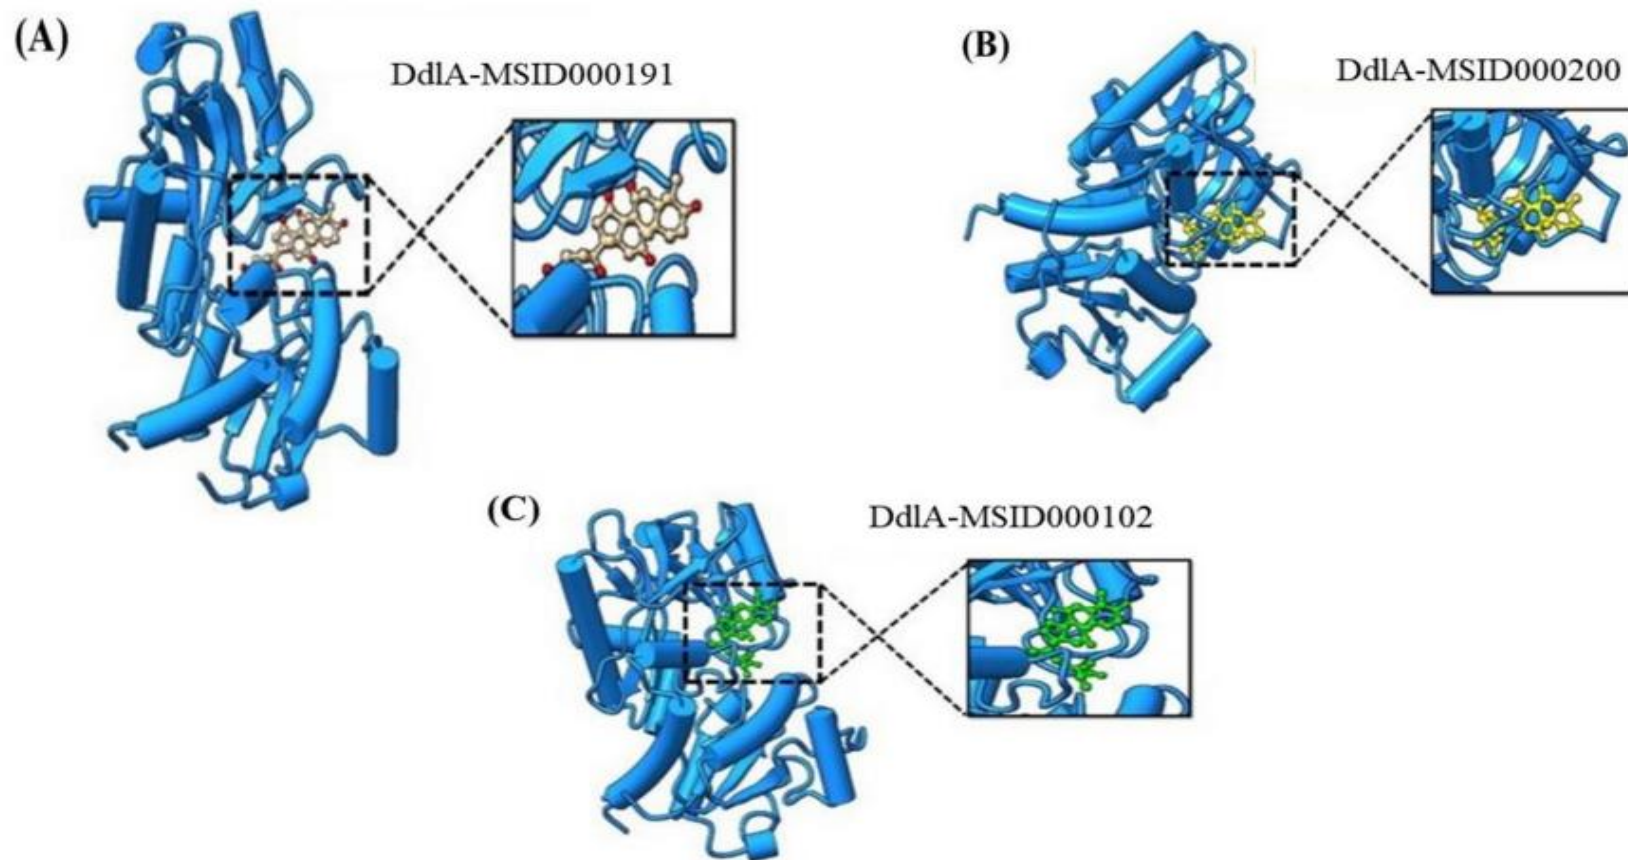 (A)
DdlA-MSID000191
(B)
DdlA-MSID000200
(C)
DdlA-MSID000102